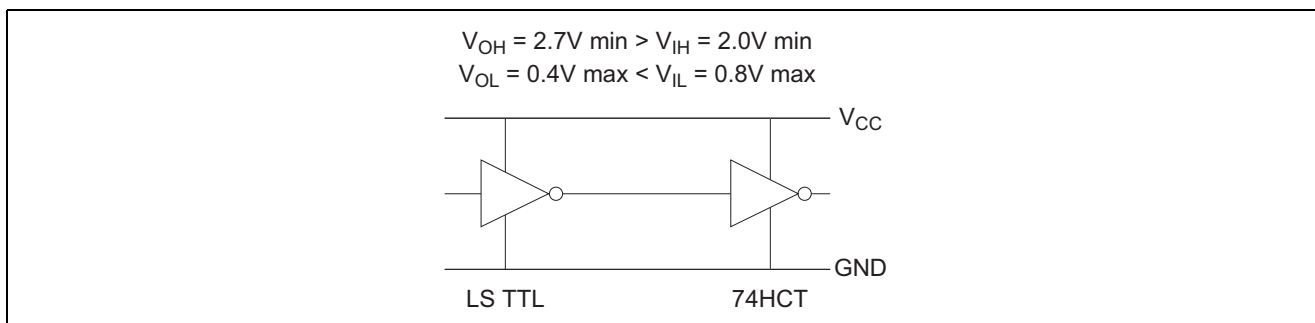 V_OH = 2.7V min > V_IH = 2.0V min
V_OL = 0.4V max < V_IL = 0.8V max
V_CC
GND
LS TTL 74HCT